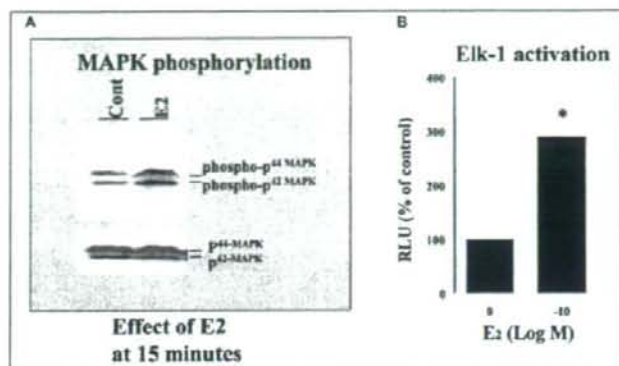 A
MAPK phosphorylation
Cont
E2
phospho-p44 MAPK
phospho-p42 MAPK
p44-MAPK
p42-MAPK
Effect of E2
at 15 minutes
B
Elk-1 activation
RLU (% of control)
400
300
200
100
0
*
0
-10
E2 (Log M)